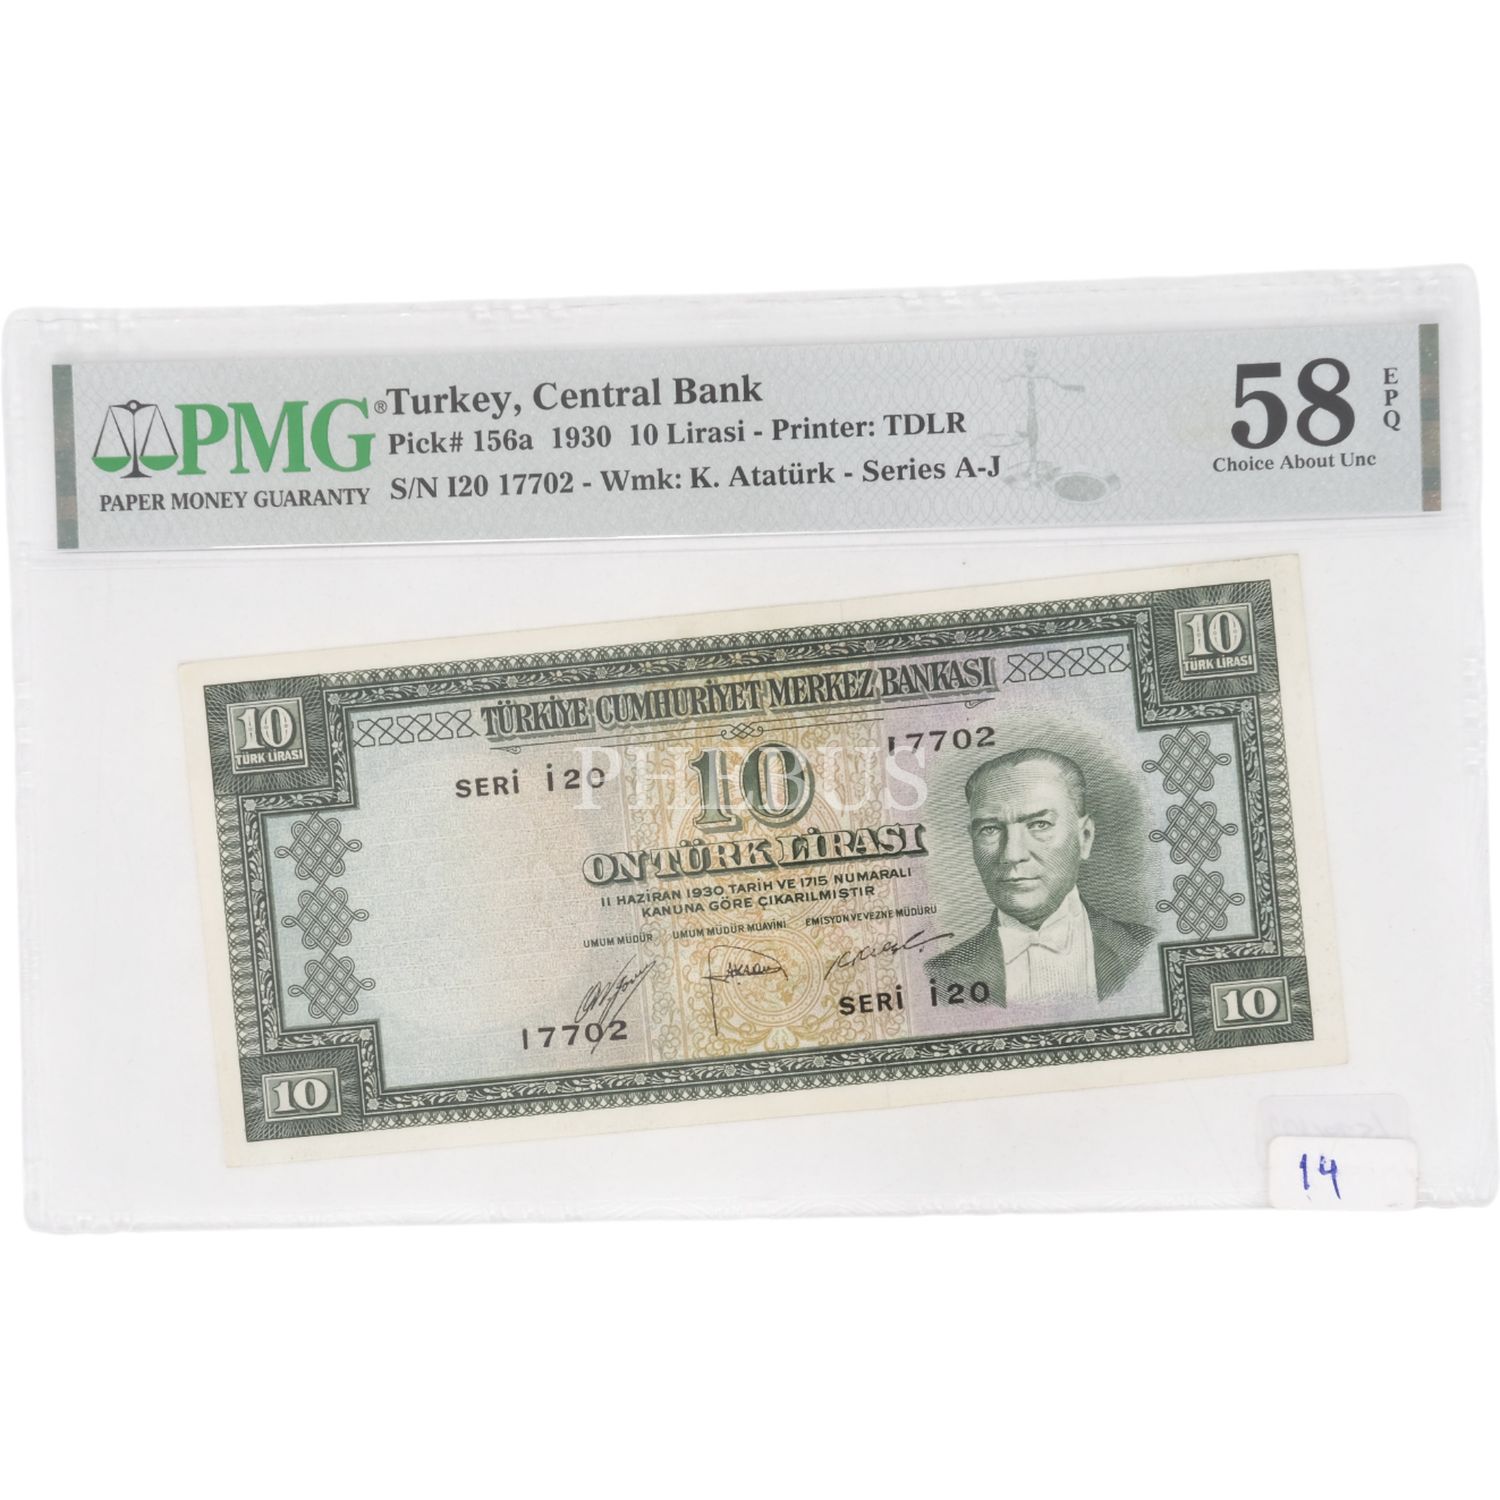 PMG® Turkey, Central Bank
Pick# 156a 1930 10 Lirasi - Printer: TDLR
S/N I20 17702 - Wmk: K. Atatürk - Series A-J
PAPER MONEY GUARANTY
58
EPQ
Choice About Unc
10
TÜRK LİRASI
10
TÜRK LİRASI
TÜRKİYE CUMHURİYET MERKEZ BANKASI
SERİ İ20
17702
10
PHEBUS
ON TÜRK LİRASI
11 HAZİRAN 1930 TARİH VE 1715 NUMARALI
KANUNA GÖRE ÇIKARILMIŞTIR
UMUM MÜDÜR UMUM MÜDÜR MUAVİNİ EMİSYON VE VEZNE MÜDÜRÜ
17702
SERİ İ20
10
10
14